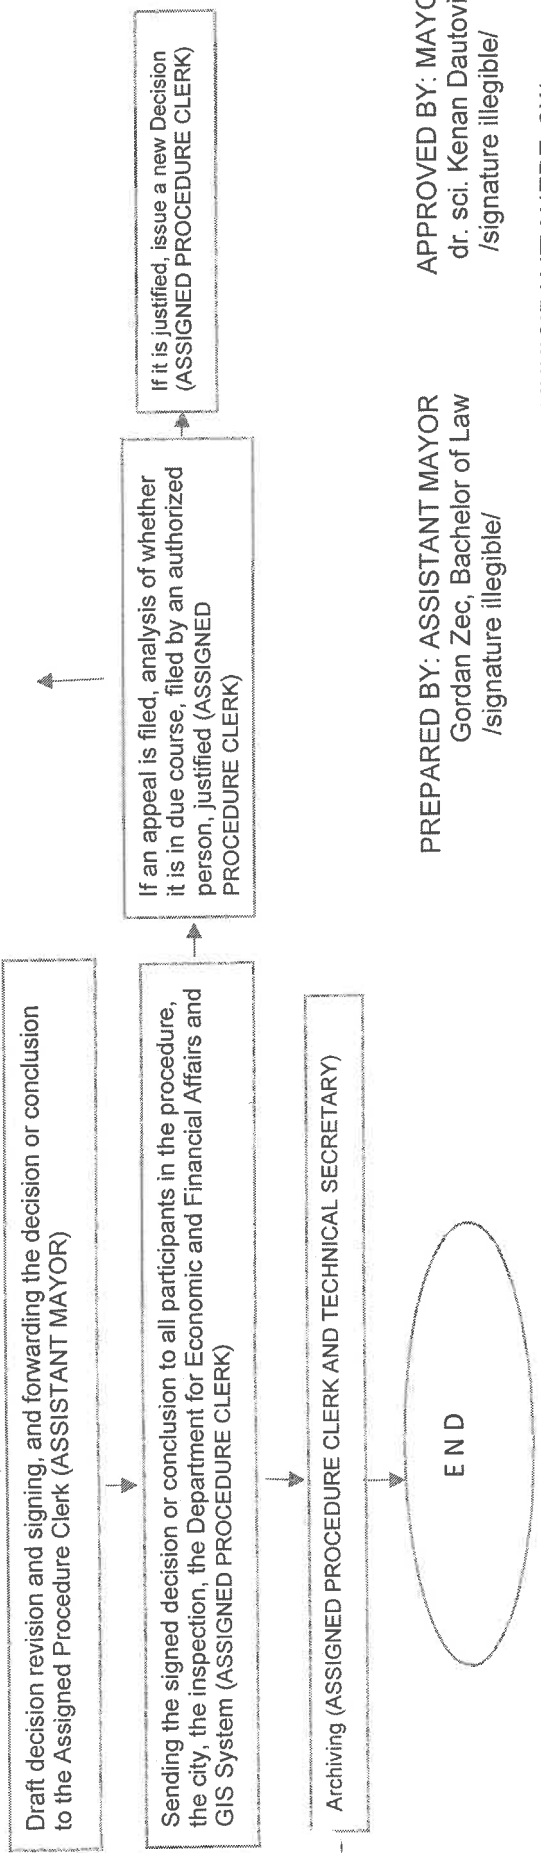 Draft decision revision and signing, and forwarding the decision or conclusion
to the Assigned Procedure Clerk (ASSISTANT MAYOR)
Sending the signed decision or conclusion to all participants in the procedure,
the city, the inspection, the Department for Economic and Financial Affairs and
GIS System (ASSIGNED PROCEDURE CLERK)
If an appeal is filed, analysis of whether
it is in due course, filed by an authorized
person, justified (ASSIGNED
PROCEDURE CLERK)
If it is justified, issue a new Decision
(ASSIGNED PROCEDURE CLERK)
Archiving (ASSIGNED PROCEDURE CLERK AND TECHNICAL SECRETARY)
E N D
PREPARED BY: ASSISTANT MAYOR
Gordan Zec, Bachelor of Law
/signature illegible/
APPROVED BY: MAYO
dr. sci. Kenan Dautovi
/signature illegible/